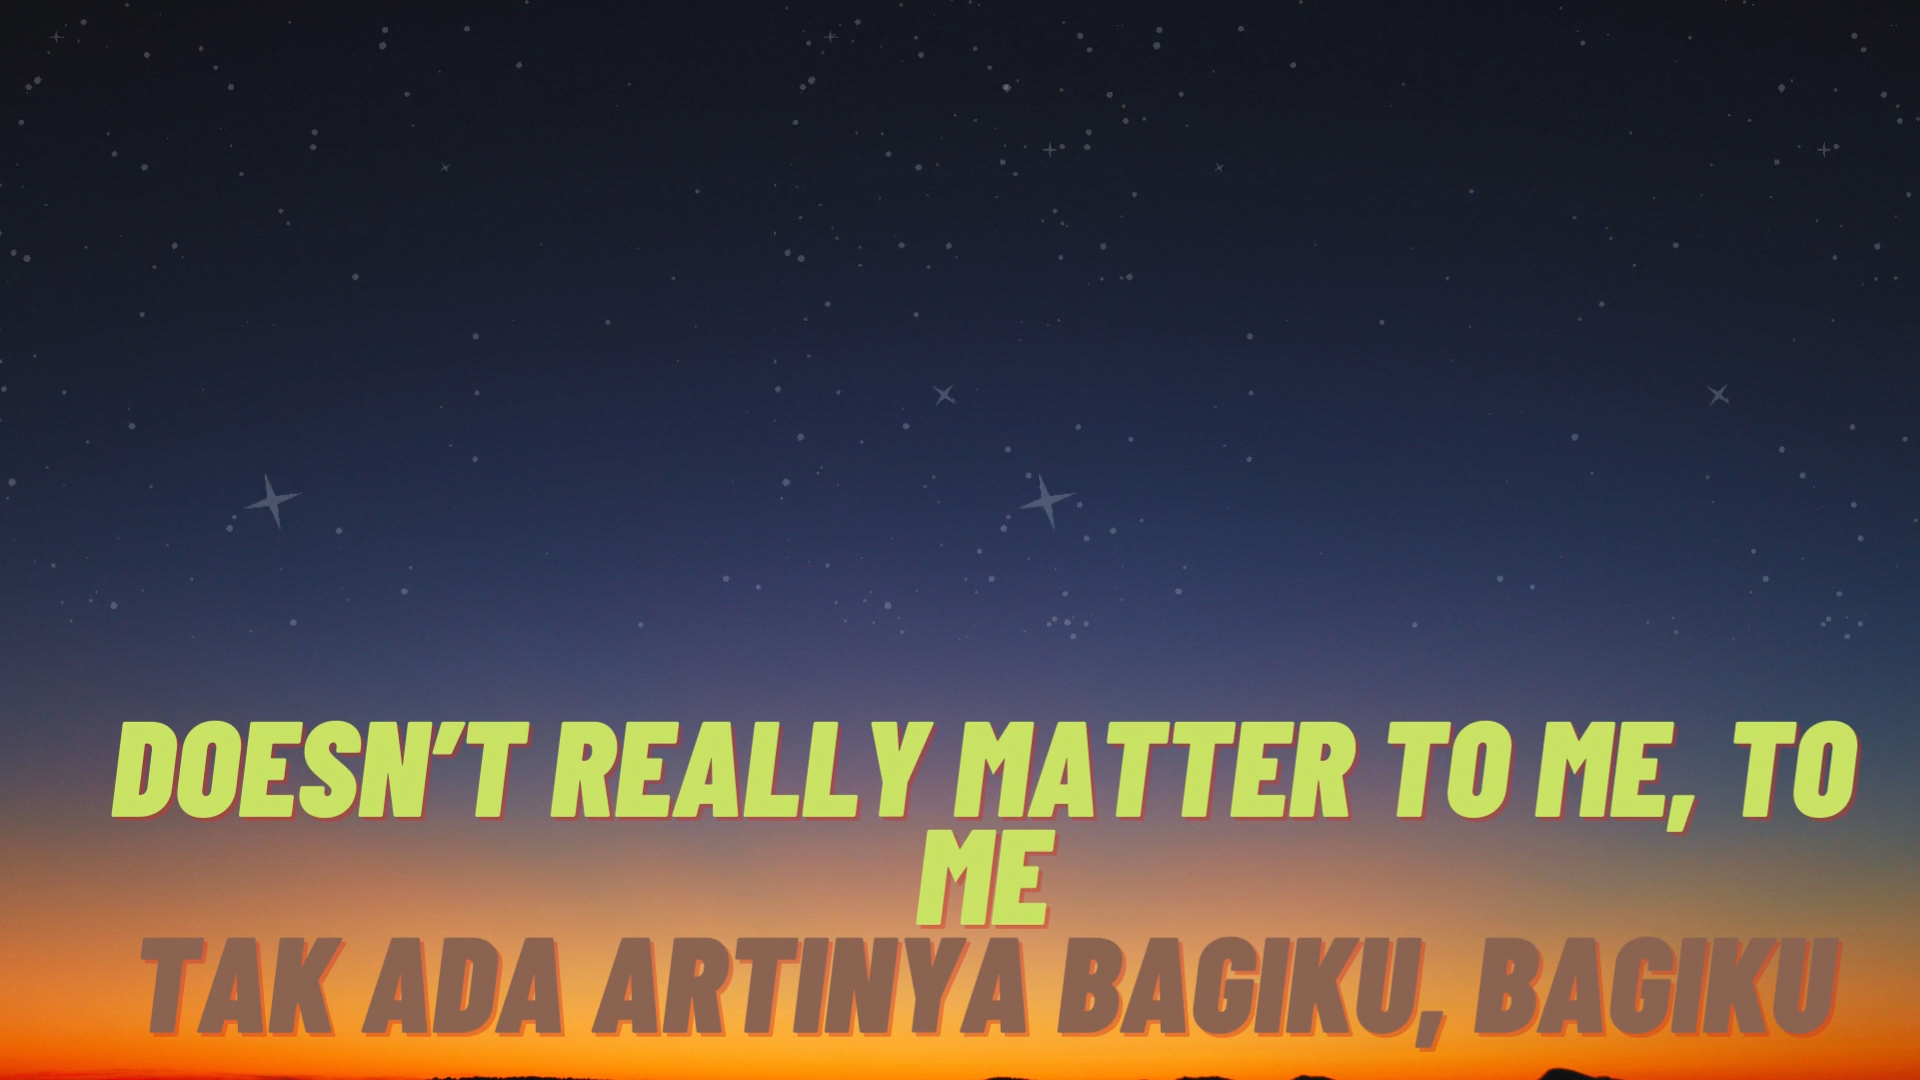 DOESN’T REALLY MATTER TO ME, TO
ME
TAK ADA ARTINYA BAGIKU, BAGIKU